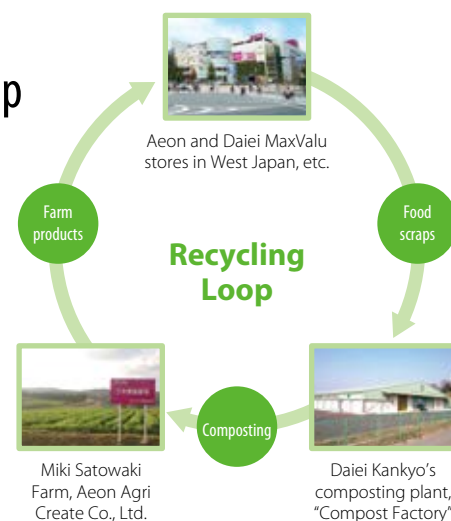 p
Aeon and Daiei MaxValu
stores in West Japan, etc.
Farm
products
Food
scraps
Recycling
Loop
Composting
Miki Satowaki
Farm, Aeon Agri
Create Co., Ltd.
Daiei Kankyo's
composting plant,
“Compost Factory”